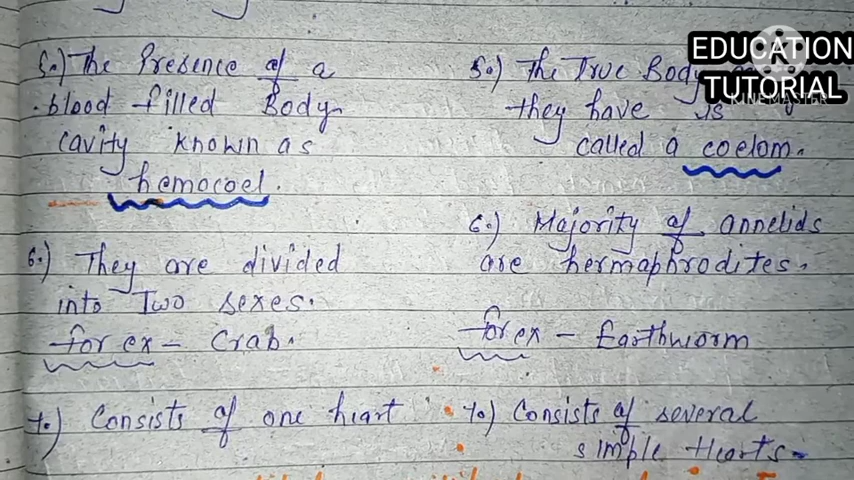 5.) The Presence of a
blood filled Body
cavity known as
hemocoel.
6.) They are divided
into Two sexes.
for ex - Crab.
7.) Consists of one heart
5.) The True Body
they have is
called a coelom.
6.) Majority of annelids
are hermaphrodites.
for ex - Earthworm
7.) Consists of several
simple Hearts.
EDUCATION
TUTORIAL
KINEMASTER